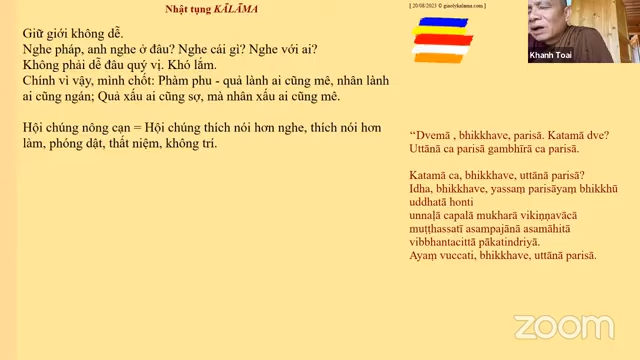 Nhật tụng KĀLĀMA
[ 20/08/2023 © giaolykalama.com ]
Khanh Toai
Giữ giới không dễ.
Nghe pháp, anh nghe ở đâu? Nghe cái gì? Nghe với ai?
Không phải dễ đâu quý vị. Khó lắm.
Chính vì vậy, mình chốt: Phàm phu - quả lành ai cũng mê, nhân lành
ai cũng ngán; Quả xấu ai cũng sợ, mà nhân xấu ai cũng mê.
Hội chúng nông cạn = Hội chúng thích nói hơn nghe, thích nói hơn
làm, phóng dật, thất niệm, không trí.
“Dvemā , bhikkhave, parisā. Katamā dve?
Uttānā ca parisā gambhīrā ca parisā.
Katamā ca, bhikkhave, uttānā parisā?
Idha, bhikkhave, yassaṃ parisāyaṃ bhikkhū
uddhatā honti
unnaḷā capalā mukharā vikiṇṇavācā
muṭṭhassatī asampajānā asamāhitā
vibbhantacittā pākatindriyā.
Ayaṃ vuccati, bhikkhave, uttānā parisā.
zoom